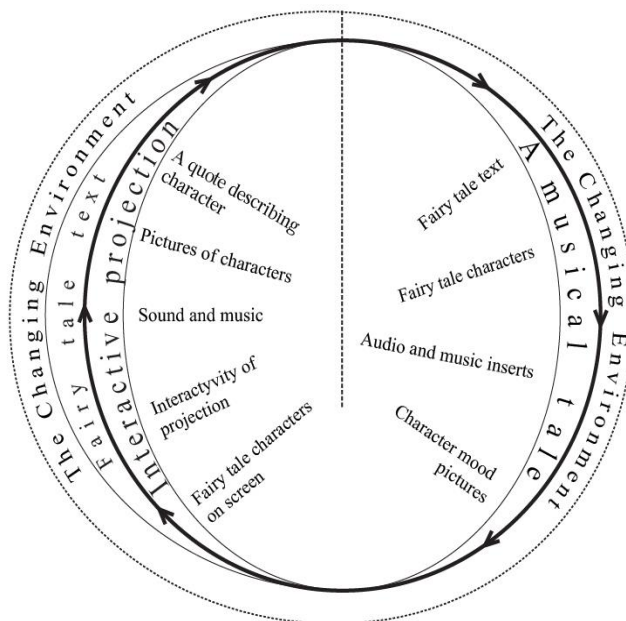 The Changing Environment
Fairy tale text
Interactive projection
A quote describing
character
Pictures of characters
Sound and music
Interactyvity of
projection
Fairy tale characters
on screen
The Changing Environment
A musical tale
Fairy tale text
Fairy tale characters
Audio and music inserts
Character mood
pictures